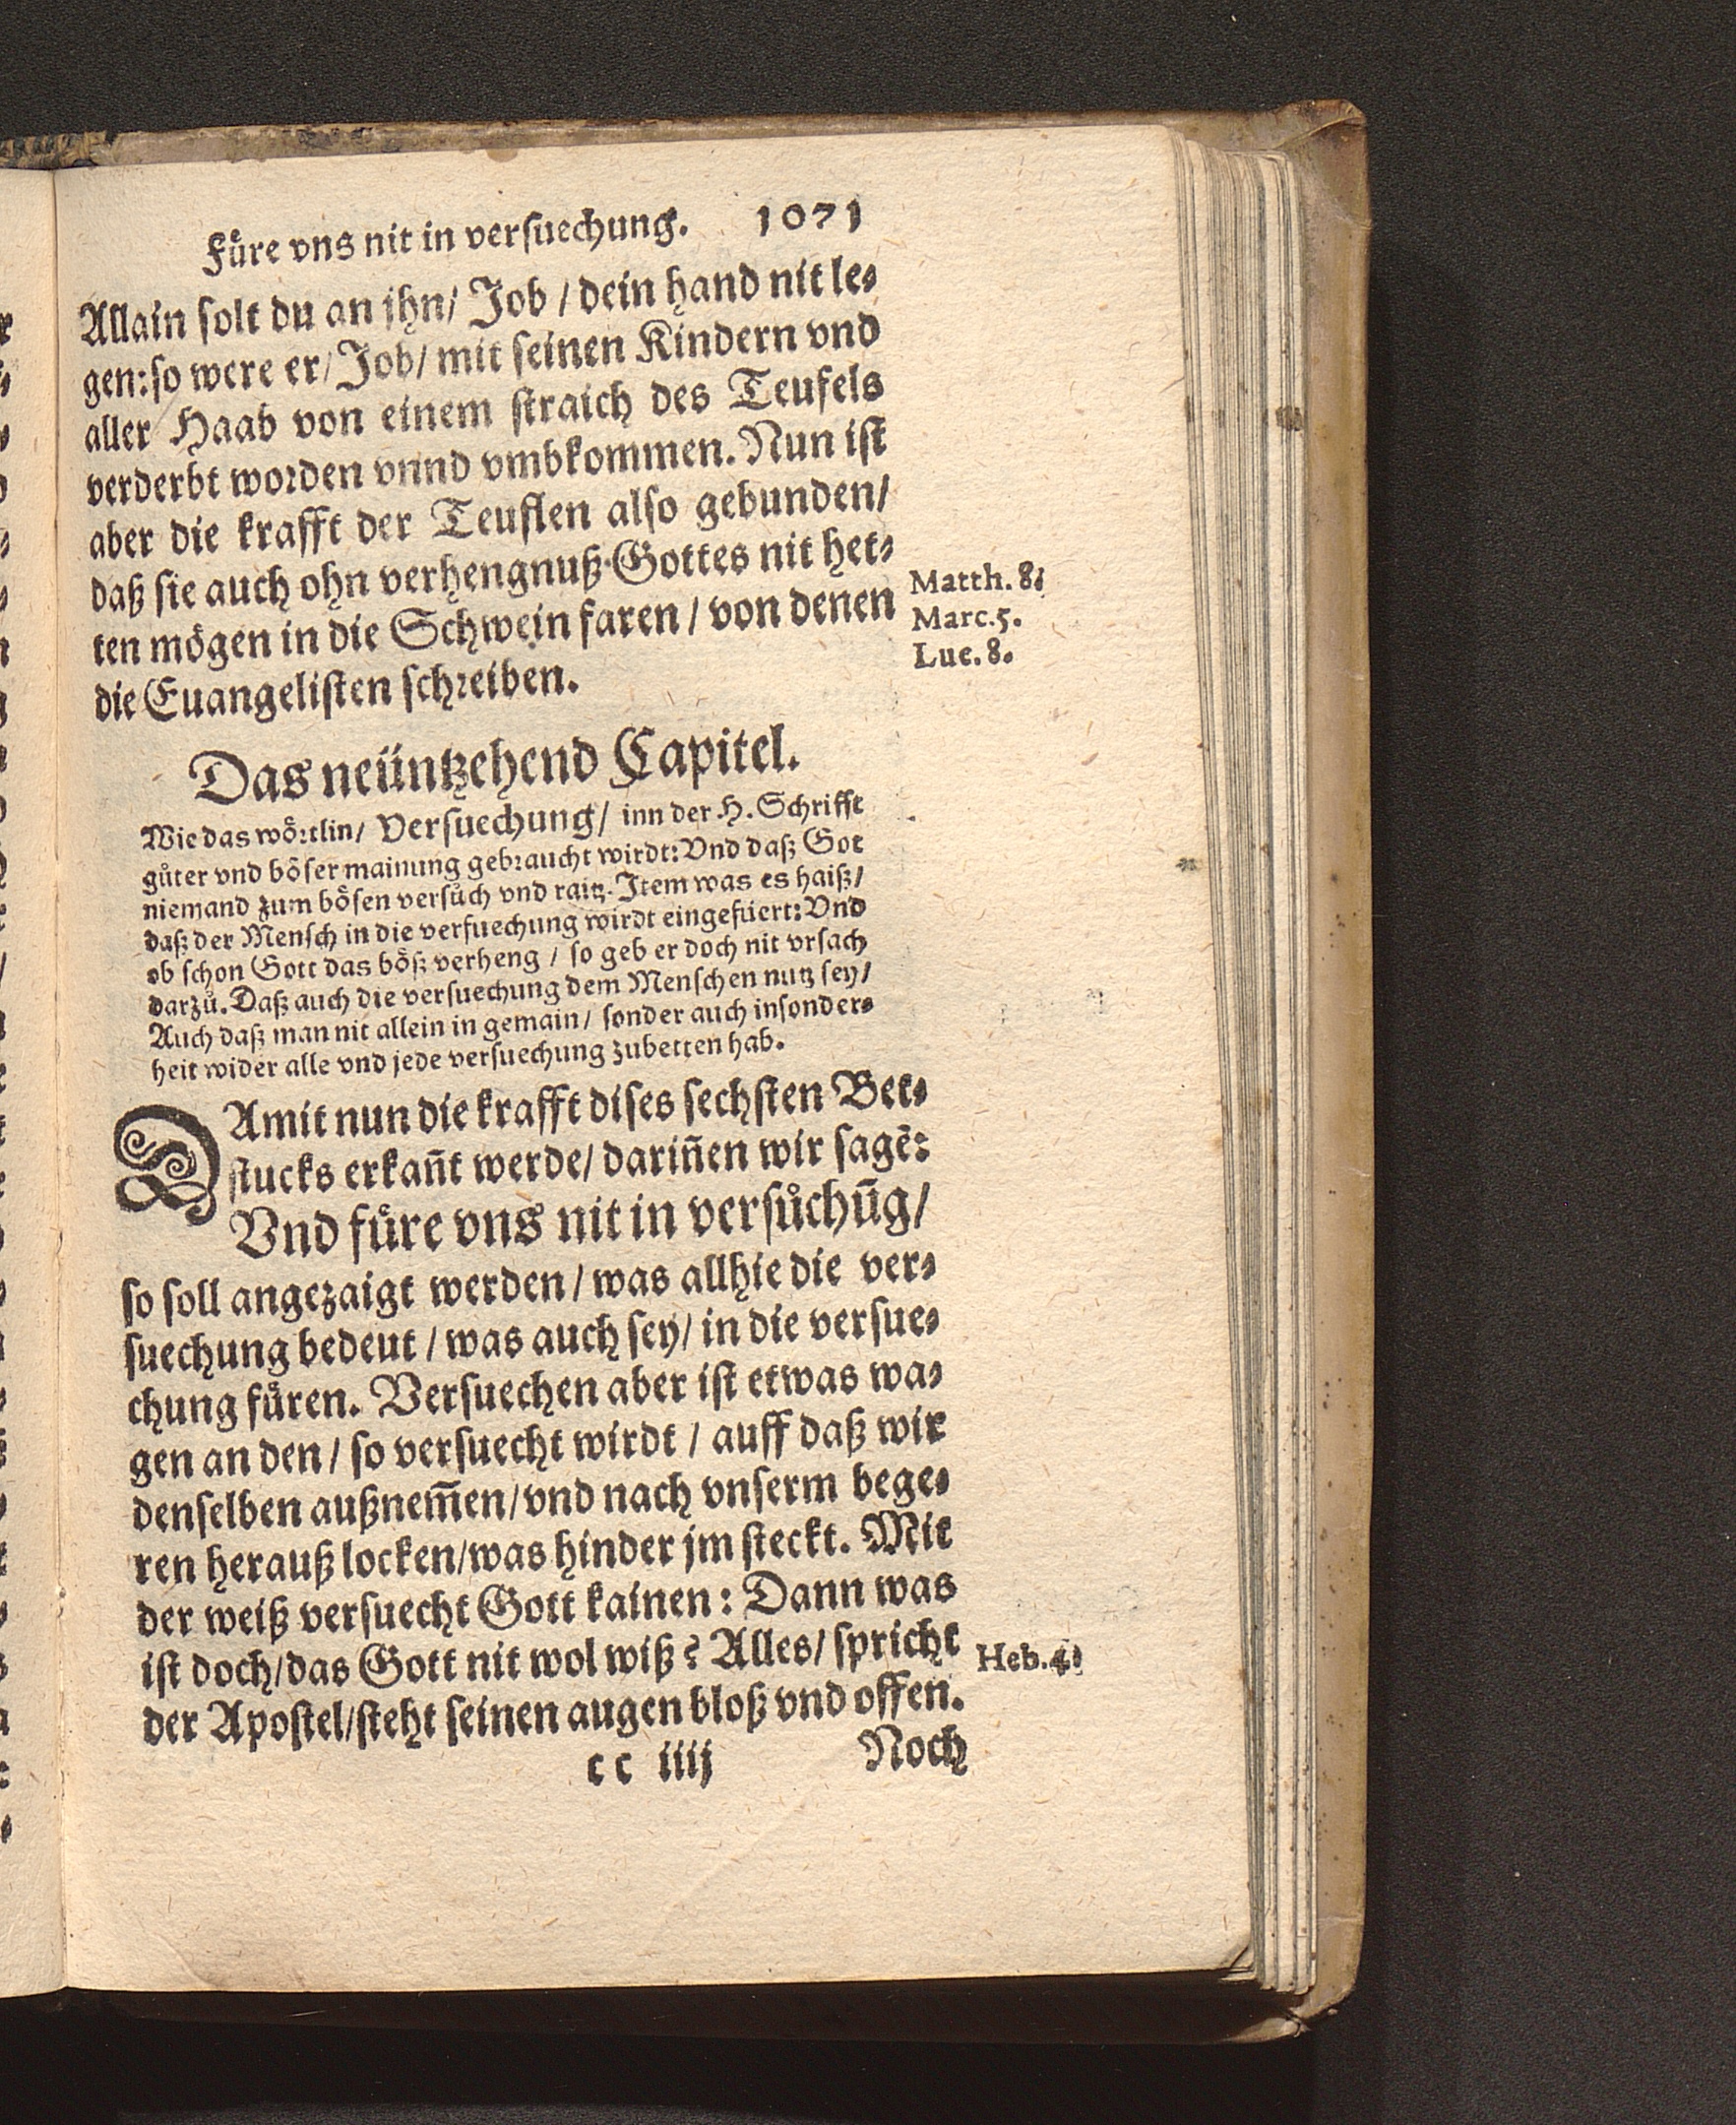 Fůre vns nit in versuechung. 1071
Allain solt du an jhn/ Job / dein hand nit le⸗
gen: so were er/ Job/ mit seinen Kindern vnd
aller Haab von einem straich des Teufels
verderbt worden vnnd vmbkommen. Nun ist
aber die krafft der Teuflen also gebunden/
daß sie auch ohn verhengnuß Gottes nit het⸗
ten mögen in die Schwein faren / von denen
die Euangelisten schreiben.
Matth. 8.
Marc. 5.
Luc. 8.
Das neüntzehend Capitel.
Wie das wörtlin/ Versuechung/ inn der H. Schrifft
gůter vnd böser mainung gebraucht wirdt: Vnd daß Got
niemand zum bösen versůch vnd raitz. Item was es haiß/
daß der Mensch in die versuechung wirdt eingefüert: Vnd
ob schon Gott das böß verheng / so geb er doch nit vrsach
darzů. Daß auch die versuechung dem Menschen nutz sey/
Auch daß man nit allein in gemain / sonder auch insonder⸗
heit wider alle vnd jede versuechung zubetten hab.
DAmit nun die krafft dises sechsten Bet⸗
stucks erkañt werde/ dariñen wir sagē:
Vnd fůre vns nit in versůchūg/
so soll angezaigt werden / was allhie die ver⸗
suechung bedeut / was auch sey/ in die versue⸗
chung fůren. Versuechen aber ist etwas wa⸗
gen an den / so versuecht wirdt / auff daß wir
denselben außnem̄en/ vnd nach vnserm bege⸗
ren herauß locken/ was hinder jm steckt. Mit
der weiß versuecht Gott kainen: Dann was
ist doch/ das Gott nit wol wiß? Alles/ spricht
der Apostel/ steht seinen augen bloß vnd offen.
Heb. 4.
cc iiij Noch